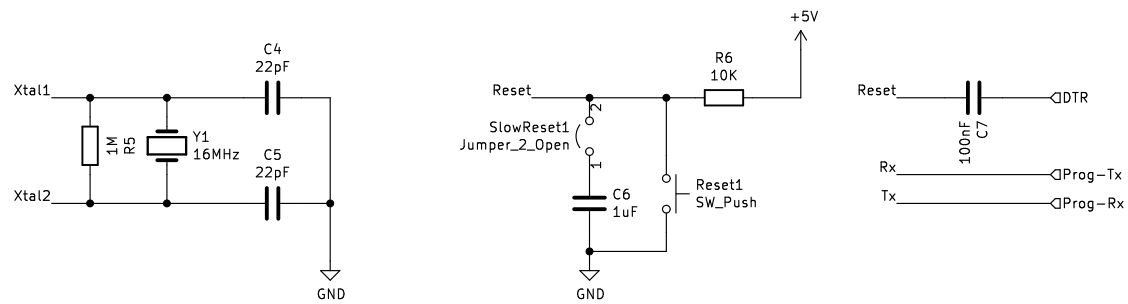 C4
22pF
Xtal1
1M
R5
Y1
16MHz
C5
22pF
Xtal2
GND
+5V
R6
10K
Reset
2
SlowReset1
Jumper_2_Open
1
C6
1uF
Reset1
SW_Push
GND
Reset
DTR
100nF
C7
Rx
Prog-Tx
Tx
Prog-Rx